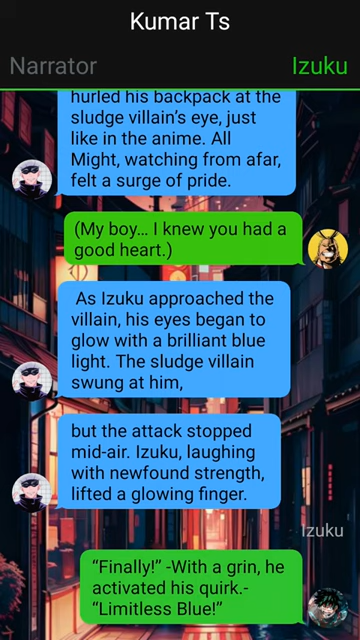 Kumar Ts
Narrator
Izuku
hurled his backpack at the
sludge villain's eye, just
like in the anime. All
Might, watching from afar,
felt a surge of pride.
(My boy… I knew you had a
good heart.)
As Izuku approached the
villain, his eyes began to
glow with a brilliant blue
light. The sludge villain
swung at him,
but the attack stopped
mid-air. Izuku, laughing
with newfound strength,
lifted a glowing finger.
Izuku
“Finally!” -With a grin, he
activated his quirk.-
“Limitless Blue!”